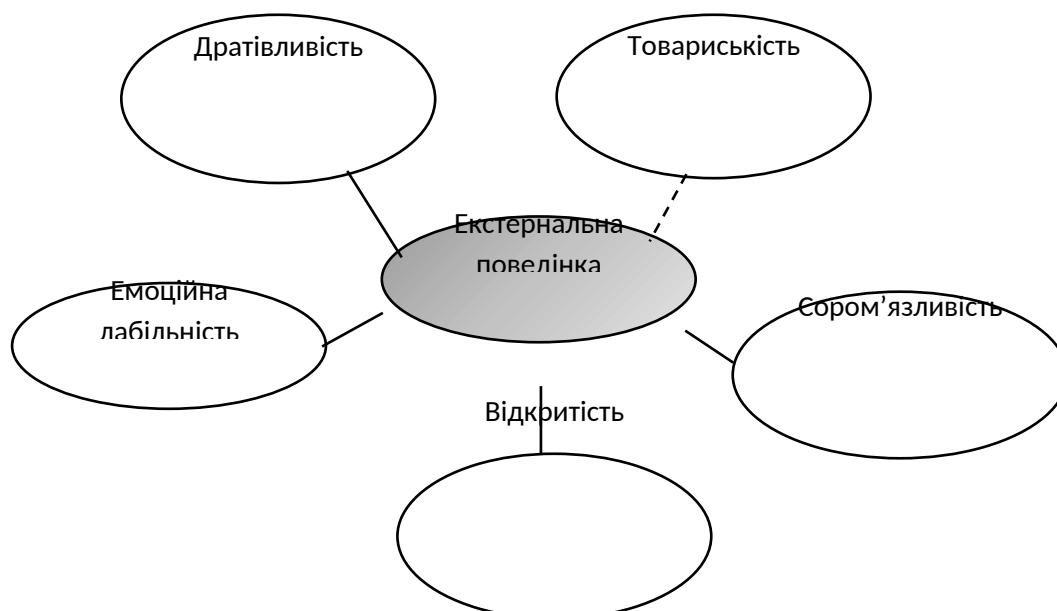 Дратівливість
Товариськість
Екстернальна
поведінка
Емоційна
лабільність
Сором’язливість
Відкритість